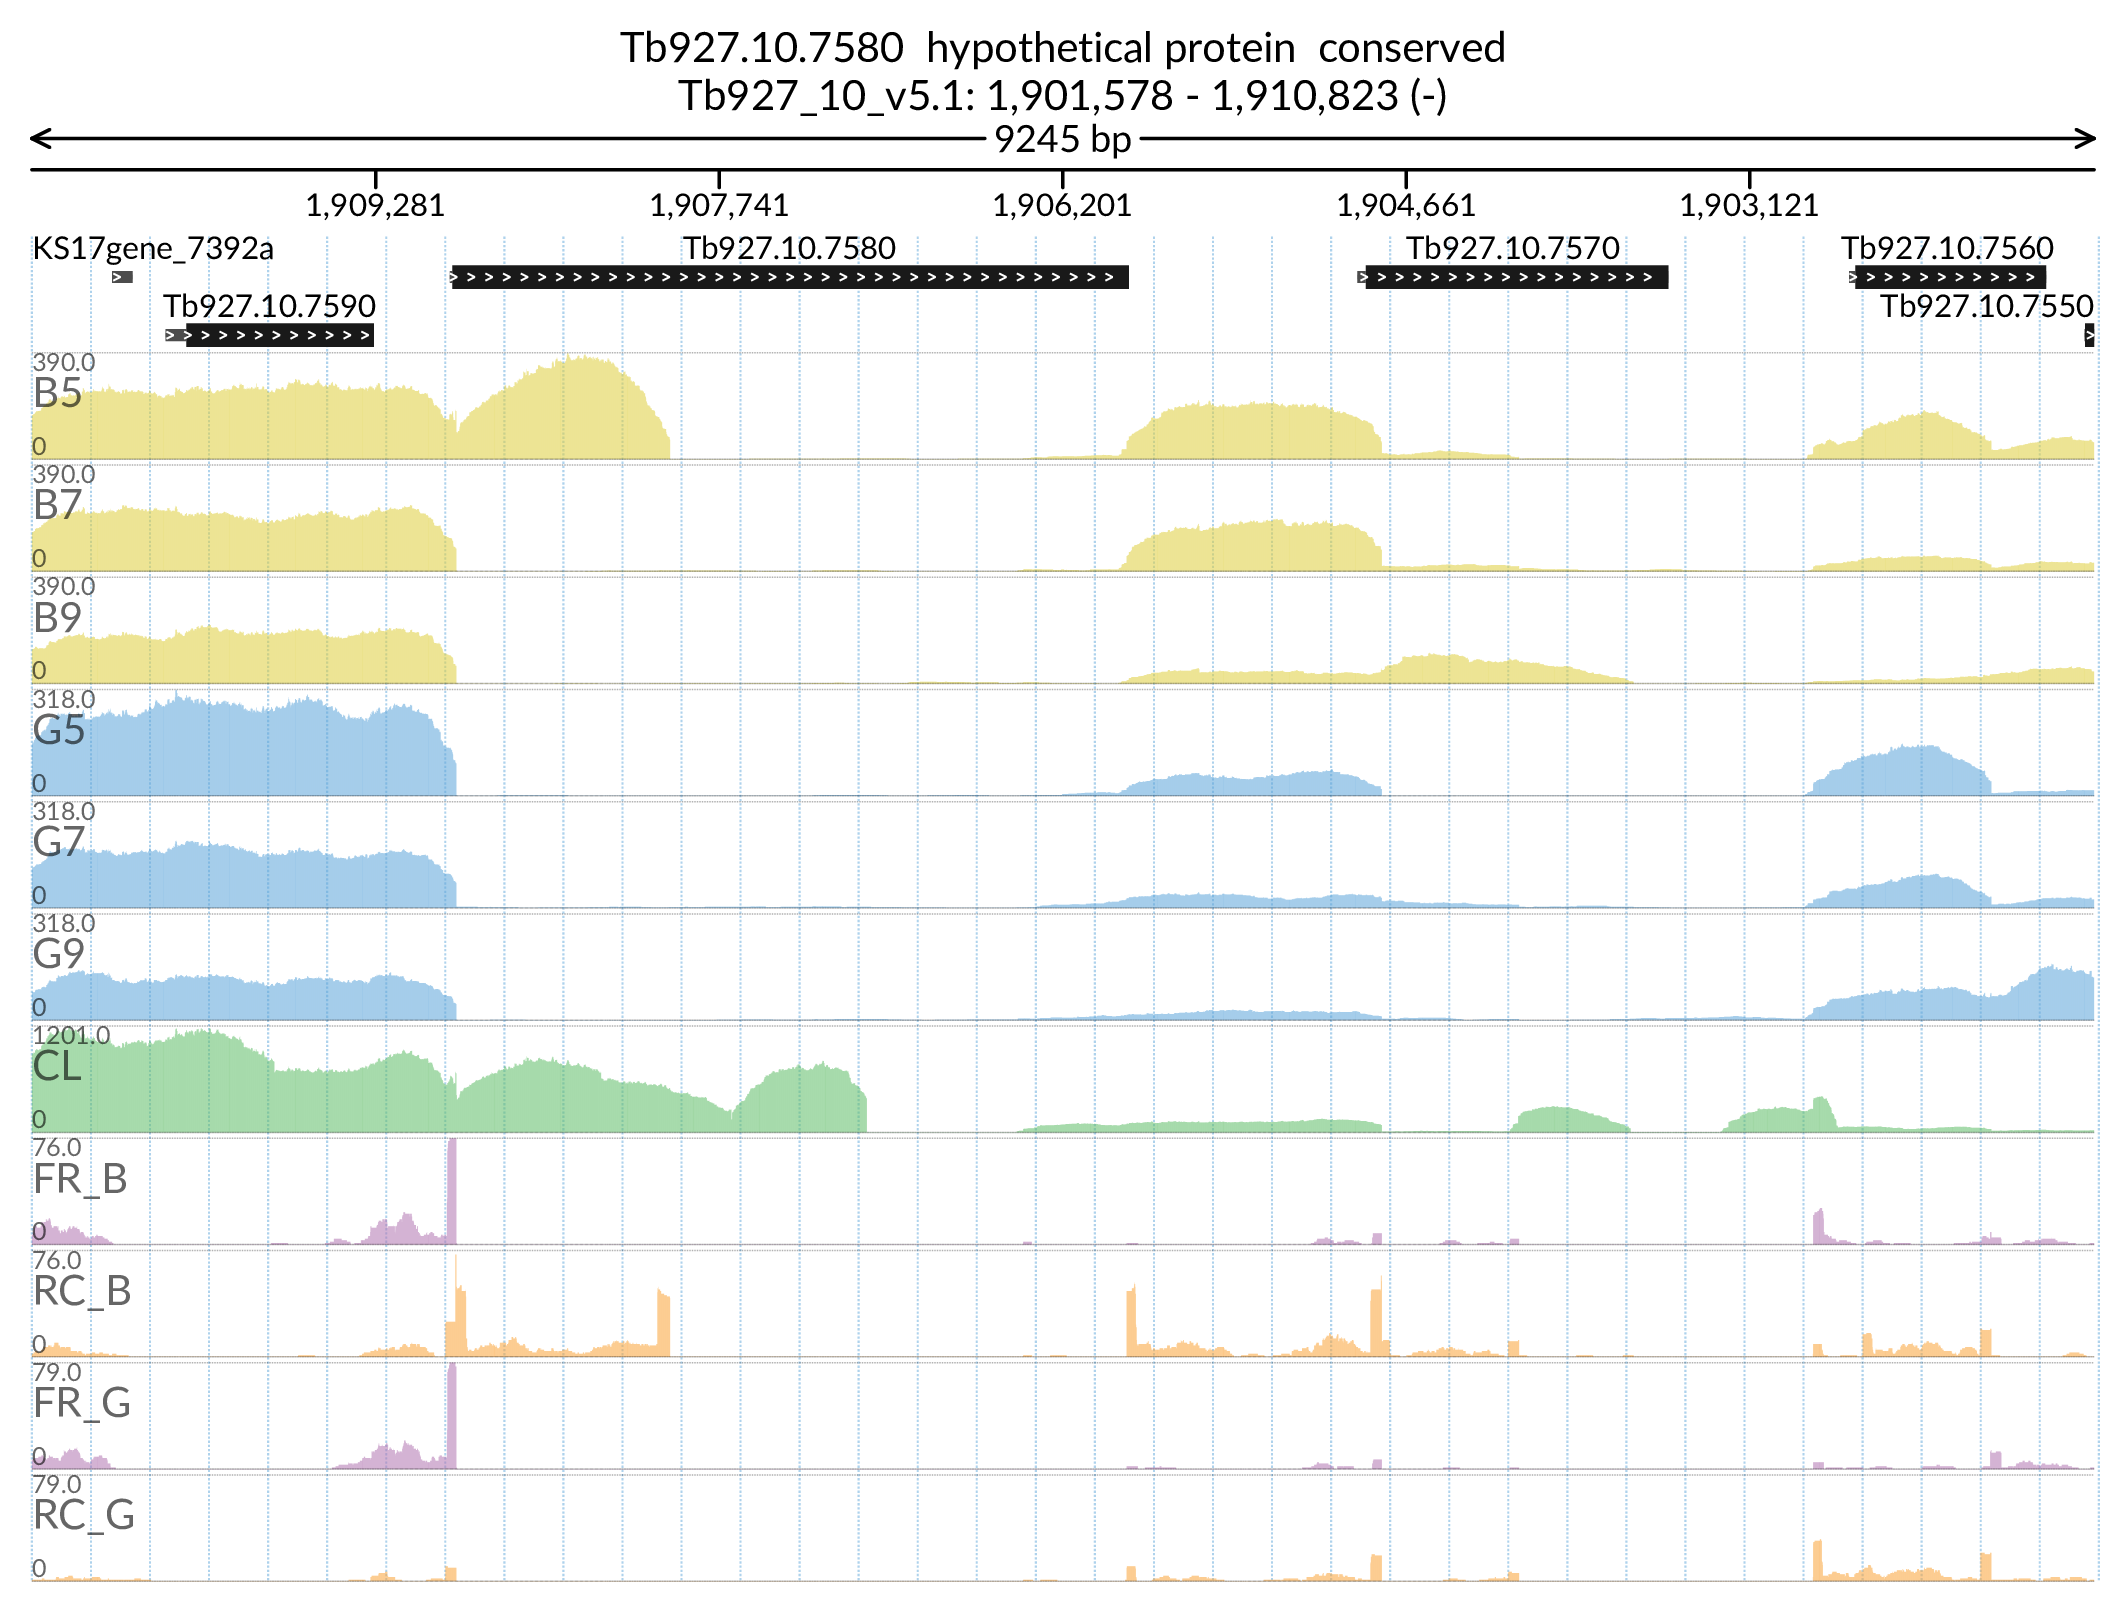 Tb927.10.7580  hypothetical protein  conserved
Tb927_10_v5.1: 1,901,578 - 1,910,823 (-)
9245 bp
1,909,281 1,907,741 1,906,201 1,904,661 1,903,121
KS17gene_7392a Tb927.10.7580 Tb927.10.7570 Tb927.10.7560
Tb927.10.7590 Tb927.10.7550
390.0
B5
0
390.0
B7
0
390.0
B9
0
318.0
G5
0
318.0
G7
0
318.0
G9
0
1201.0
CL
0
76.0
FR_B
0
76.0
RC_B
0
79.0
FR_G
0
79.0
RC_G
0